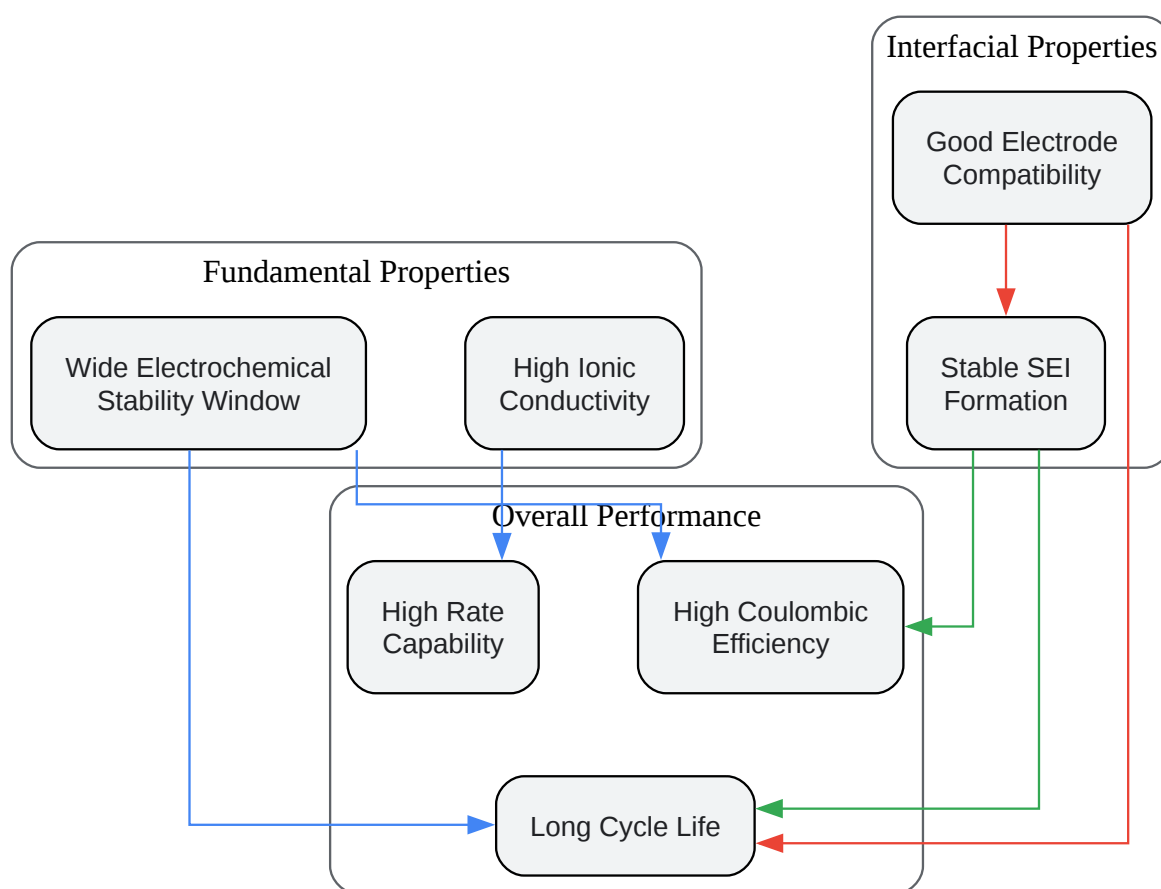 Interfacial Properties
Good Electrode
Compatibility
Fundamental Properties
Wide Electrochemical
Stability Window
High Ionic
Conductivity
Stable SEI
Formation
Overall Performance
High Rate
Capability
High Coulombic
Efficiency
Long Cycle Life